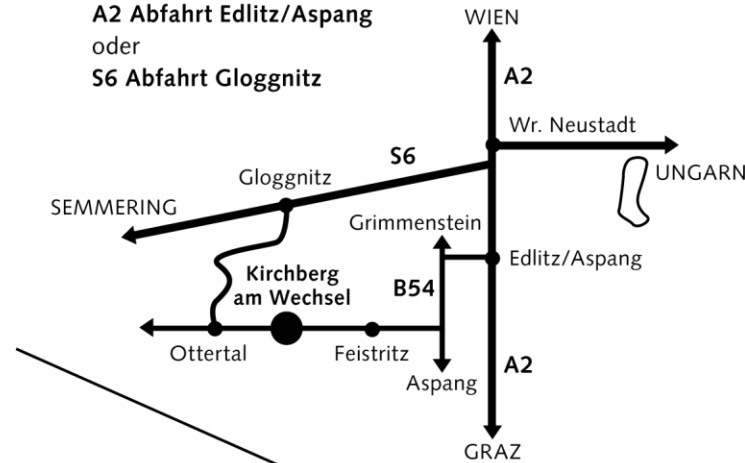 A2 Abfahrt Edlitz/Aspang
oder
S6 Abfahrt Gloggnitz
WIEN
A2
Wr. Neustadt
S6
UNGARN
Gloggnitz
SEMMERING
Grimmenstein
Edlitz/Aspang
Kirchberg
am Wechsel
B54
Ottertal
Feistritz
A2
Aspang
GRAZ